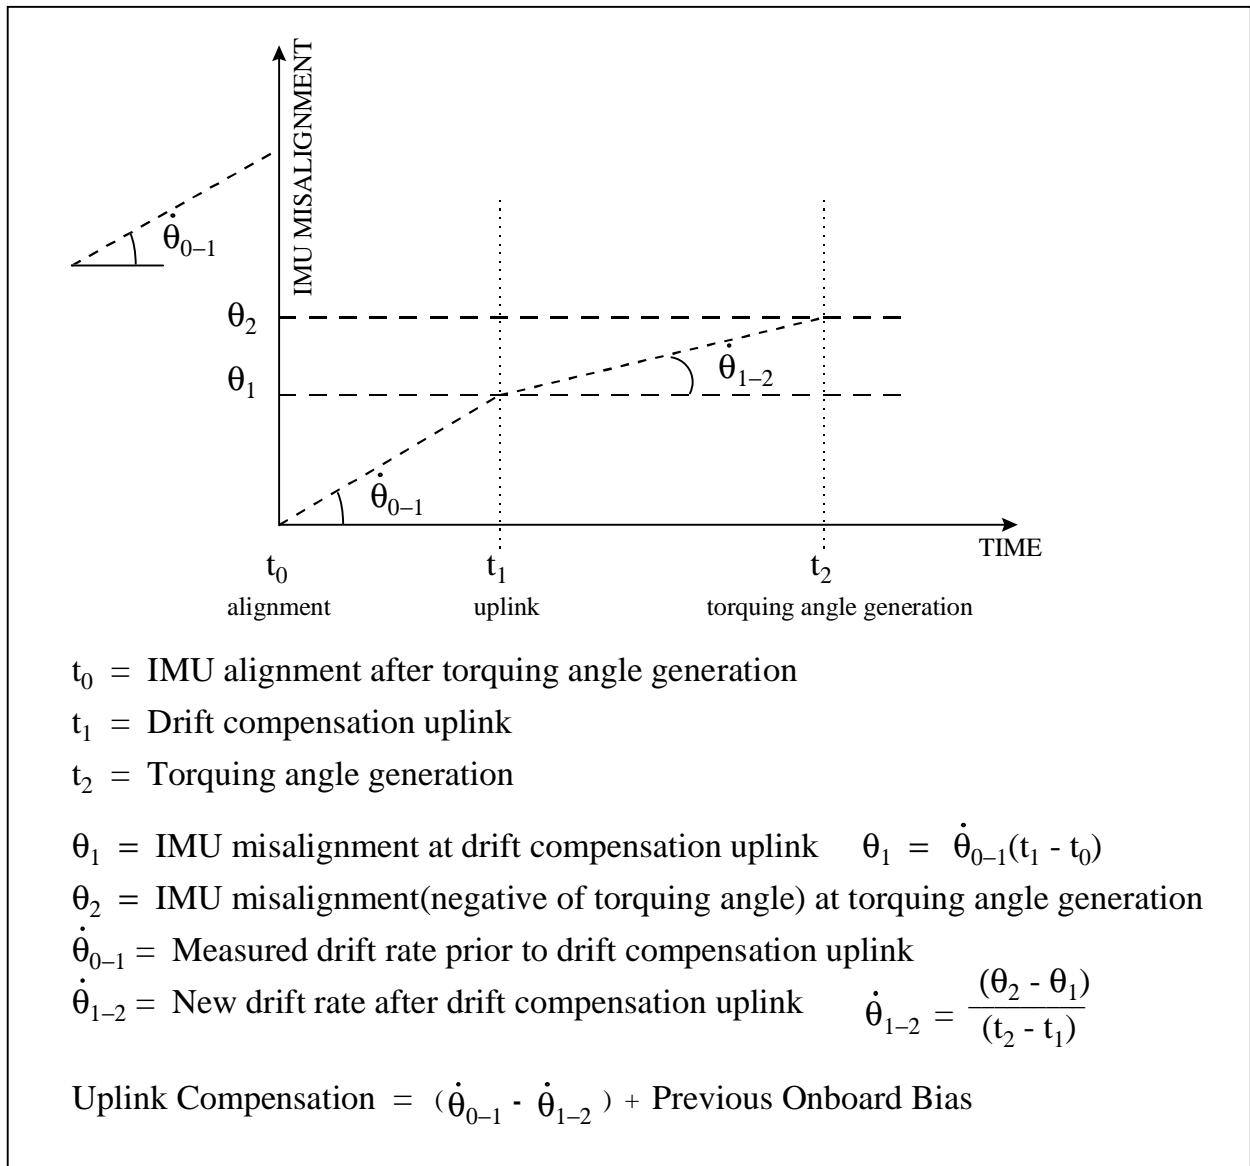 IMU MISALIGNMENT
θ̇₀₋₁
θ₂
θ₁
θ̇₁₋₂
θ̇₀₋₁
TIME
t₀ t₁ t₂
alignment uplink torquing angle generation
t₀ = IMU alignment after torquing angle generation
t₁ = Drift compensation uplink
t₂ = Torquing angle generation
θ₁ = IMU misalignment at drift compensation uplink θ₁ = θ̇₀₋₁(t₁ - t₀)
θ₂ = IMU misalignment(negative of torquing angle) at torquing angle generation
θ̇₀₋₁ = Measured drift rate prior to drift compensation uplink
θ̇₁₋₂ = New drift rate after drift compensation uplink θ̇₁₋₂ = (θ₂ - θ₁) / (t₂ - t₁)
Uplink Compensation = (θ̇₀₋₁ - θ̇₁₋₂) + Previous Onboard Bias